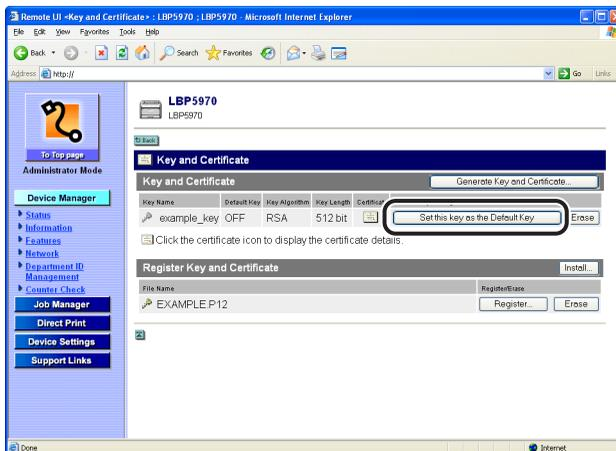 Remote UI <Key and Certificate> : LBP5970 ; LBP5970 - Microsoft Internet Explorer
File Edit View Favorites Tools Help
Back Search Favorites
Address http:// Go Links
LBP5970
LBP5970
Back
To Top page
Administrator Mode
Key and Certificate
Key and Certificate Generate Key and Certificate...
Device Manager
Key Name Default Key Key Algorithm Key Length Certificate
example_key OFF RSA 512 bit Set this key as the Default Key Erase
Click the certificate icon to display the certificate details.
Status
Information
Features
Network
Department ID
Management
Counter Check
Job Manager
Direct Print
Device Settings
Support Links
Register Key and Certificate Install...
File Name Register/Erase
EXAMPLE.P12 Register... Erase
Done Internet